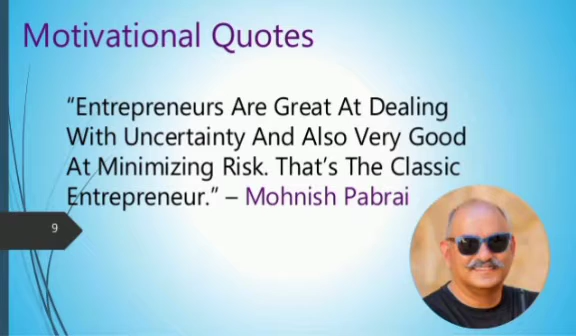 Motivational Quotes
“Entrepreneurs Are Great At Dealing
With Uncertainty And Also Very Good
At Minimizing Risk. That’s The Classic
Entrepreneur.” – Mohnish Pabrai
9